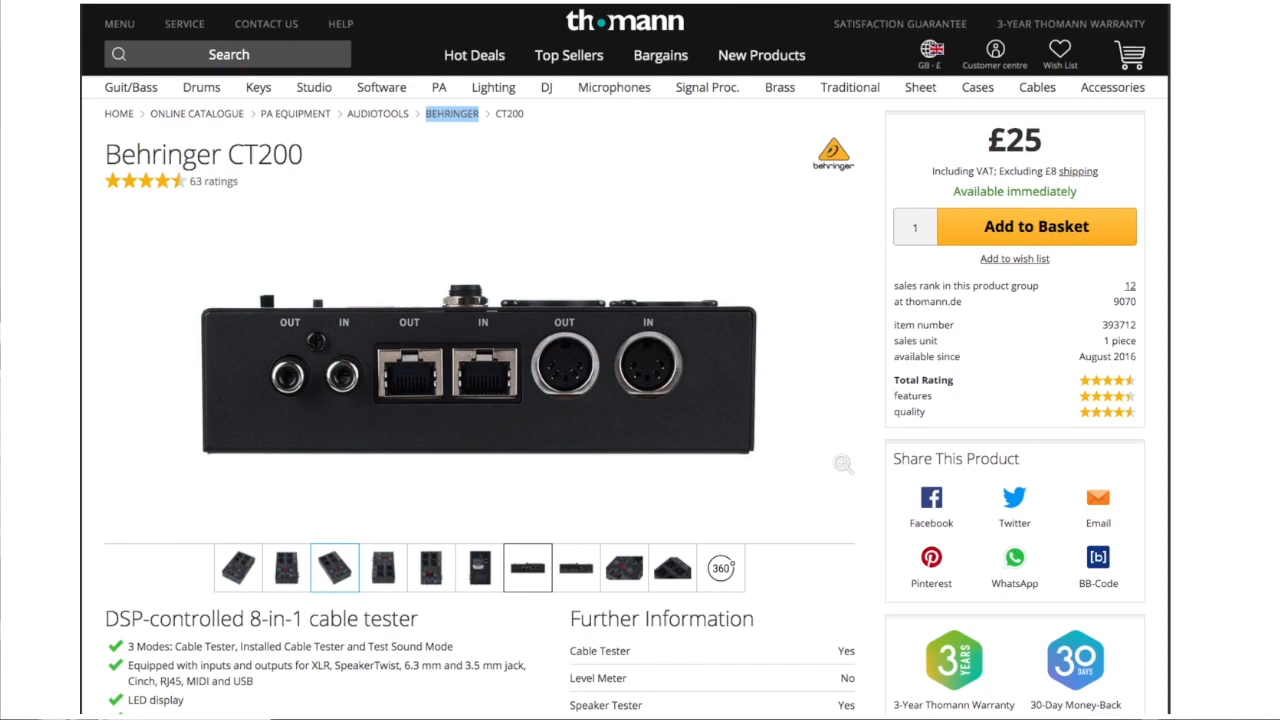 MENU SERVICE CONTACT US HELP thomann SATISFACTION GUARANTEE 3-YEAR THOMANN WARRANTY
Search Hot Deals Top Sellers Bargains New Products GB · £ Customer centre Wish List
Guit/Bass Drums Keys Studio Software PA Lighting DJ Microphones Signal Proc. Brass Traditional Sheet Cases Cables Accessories
HOME > ONLINE CATALOGUE > PA EQUIPMENT > AUDIOTOOLS > BEHRINGER > CT200
Behringer CT200
63 ratings
behringer
OUT IN OUT IN OUT IN
360°
DSP-controlled 8-in-1 cable tester
3 Modes: Cable Tester, Installed Cable Tester and Test Sound Mode
Equipped with inputs and outputs for XLR, SpeakerTwist, 6.3 mm and 3.5 mm jack,
Cinch, RJ45, MIDI and USB
LED display
Further Information
Cable Tester Yes
Level Meter No
Speaker Tester Yes
£25
Including VAT; Excluding £8 shipping
Available immediately
1 Add to Basket
Add to wish list
sales rank in this product group 12
at thomann.de 9070
item number 393712
sales unit 1 piece
available since August 2016
Total Rating
features
quality
Share This Product
Facebook Twitter Email
[b]
Pinterest WhatsApp BB-Code
3 YEARS 30 DAYS
3-Year Thomann Warranty 30-Day Money-Back